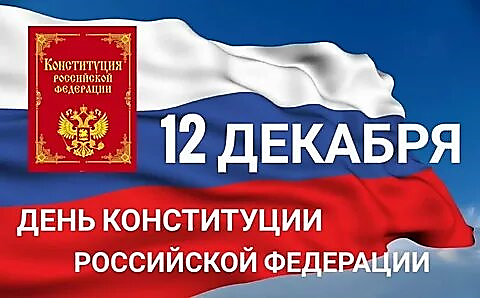 Конституция
Российской
Федерации
12 ДЕКАБРЯ
ДЕНЬ КОНСТИТУЦИИ
РОССИЙСКОЙ ФЕДЕРАЦИИ